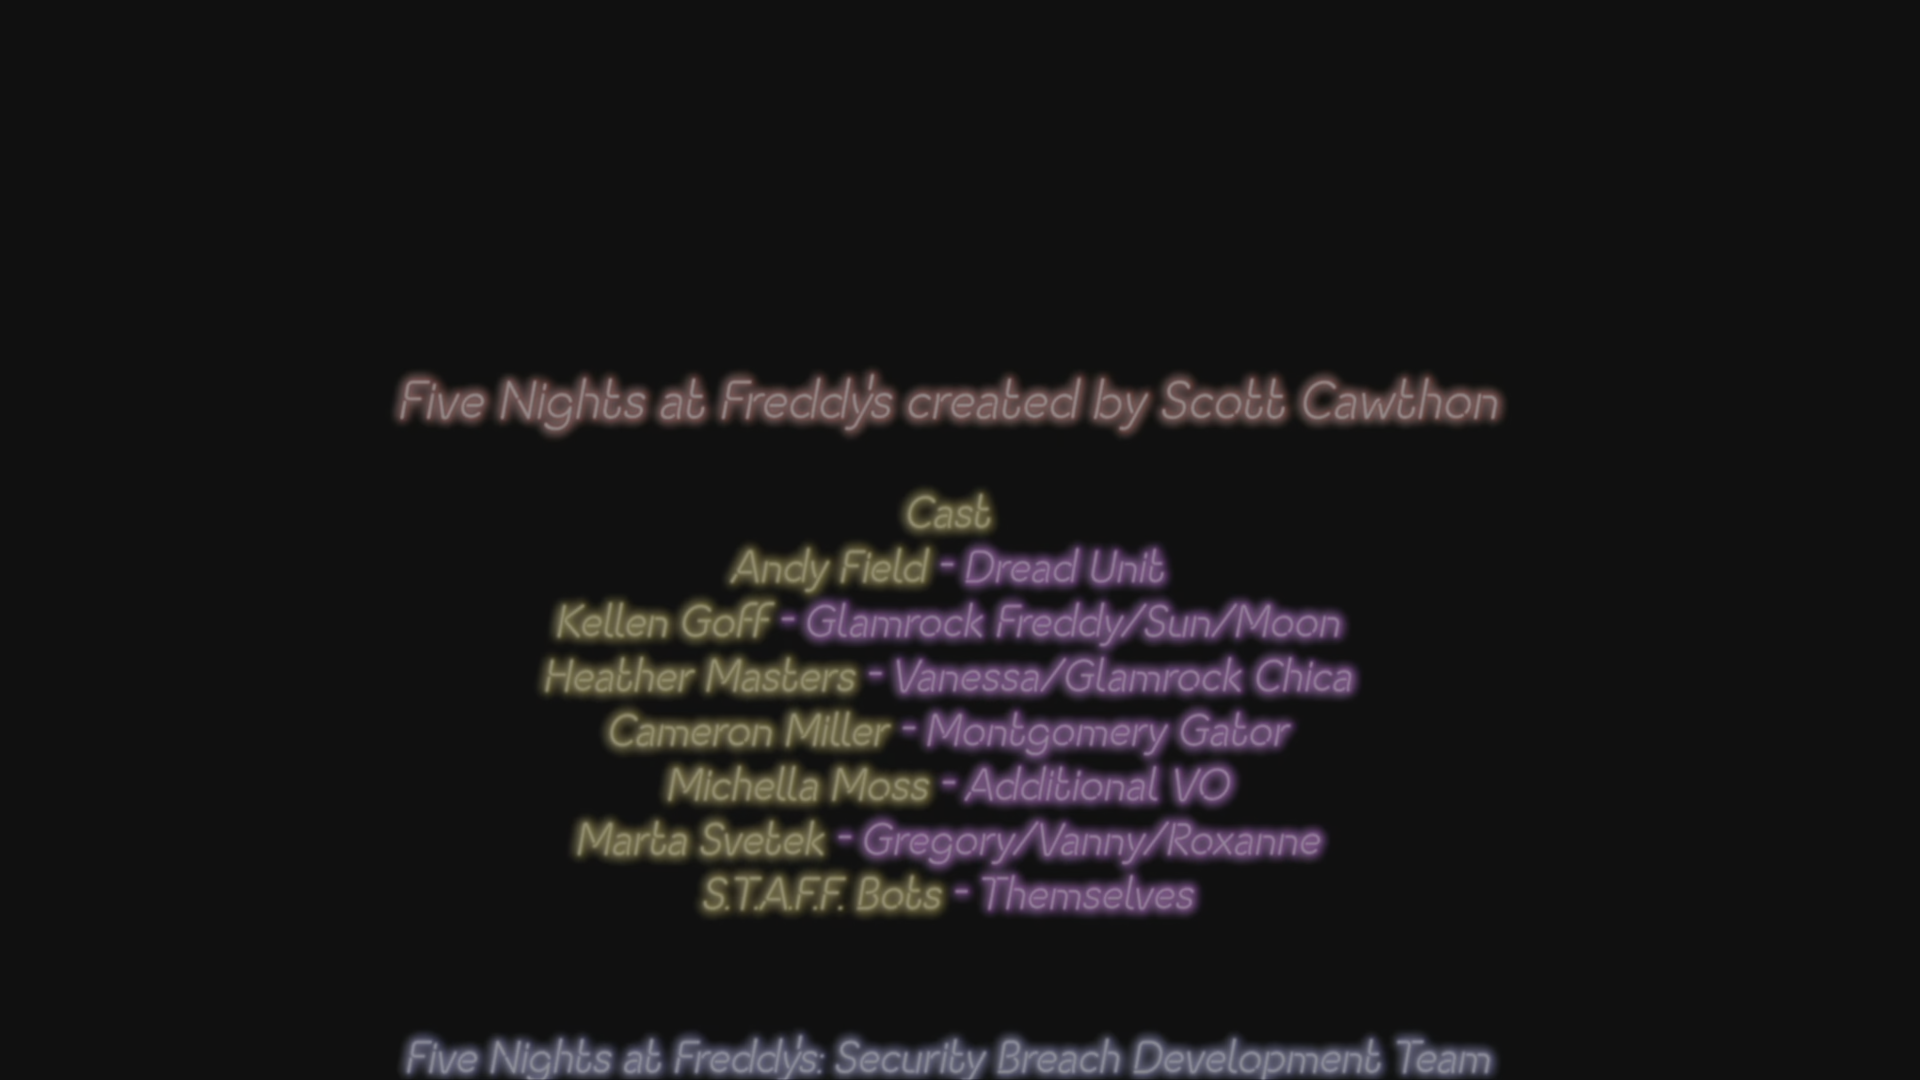 Five Nights at Freddy's created by Scott Cawthon
Cast
Andy Field - Dread Unit
Kellen Goff - Glamrock Freddy/Sun/Moon
Heather Masters - Vanessa/Glamrock Chica
Cameron Miller - Montgomery Gator
Michella Moss - Additional VO
Marta Svetek - Gregory/Vanny/Roxanne
S.T.A.F.F. Bots - Themselves
Five Nights at Freddy's: Security Breach Development Team